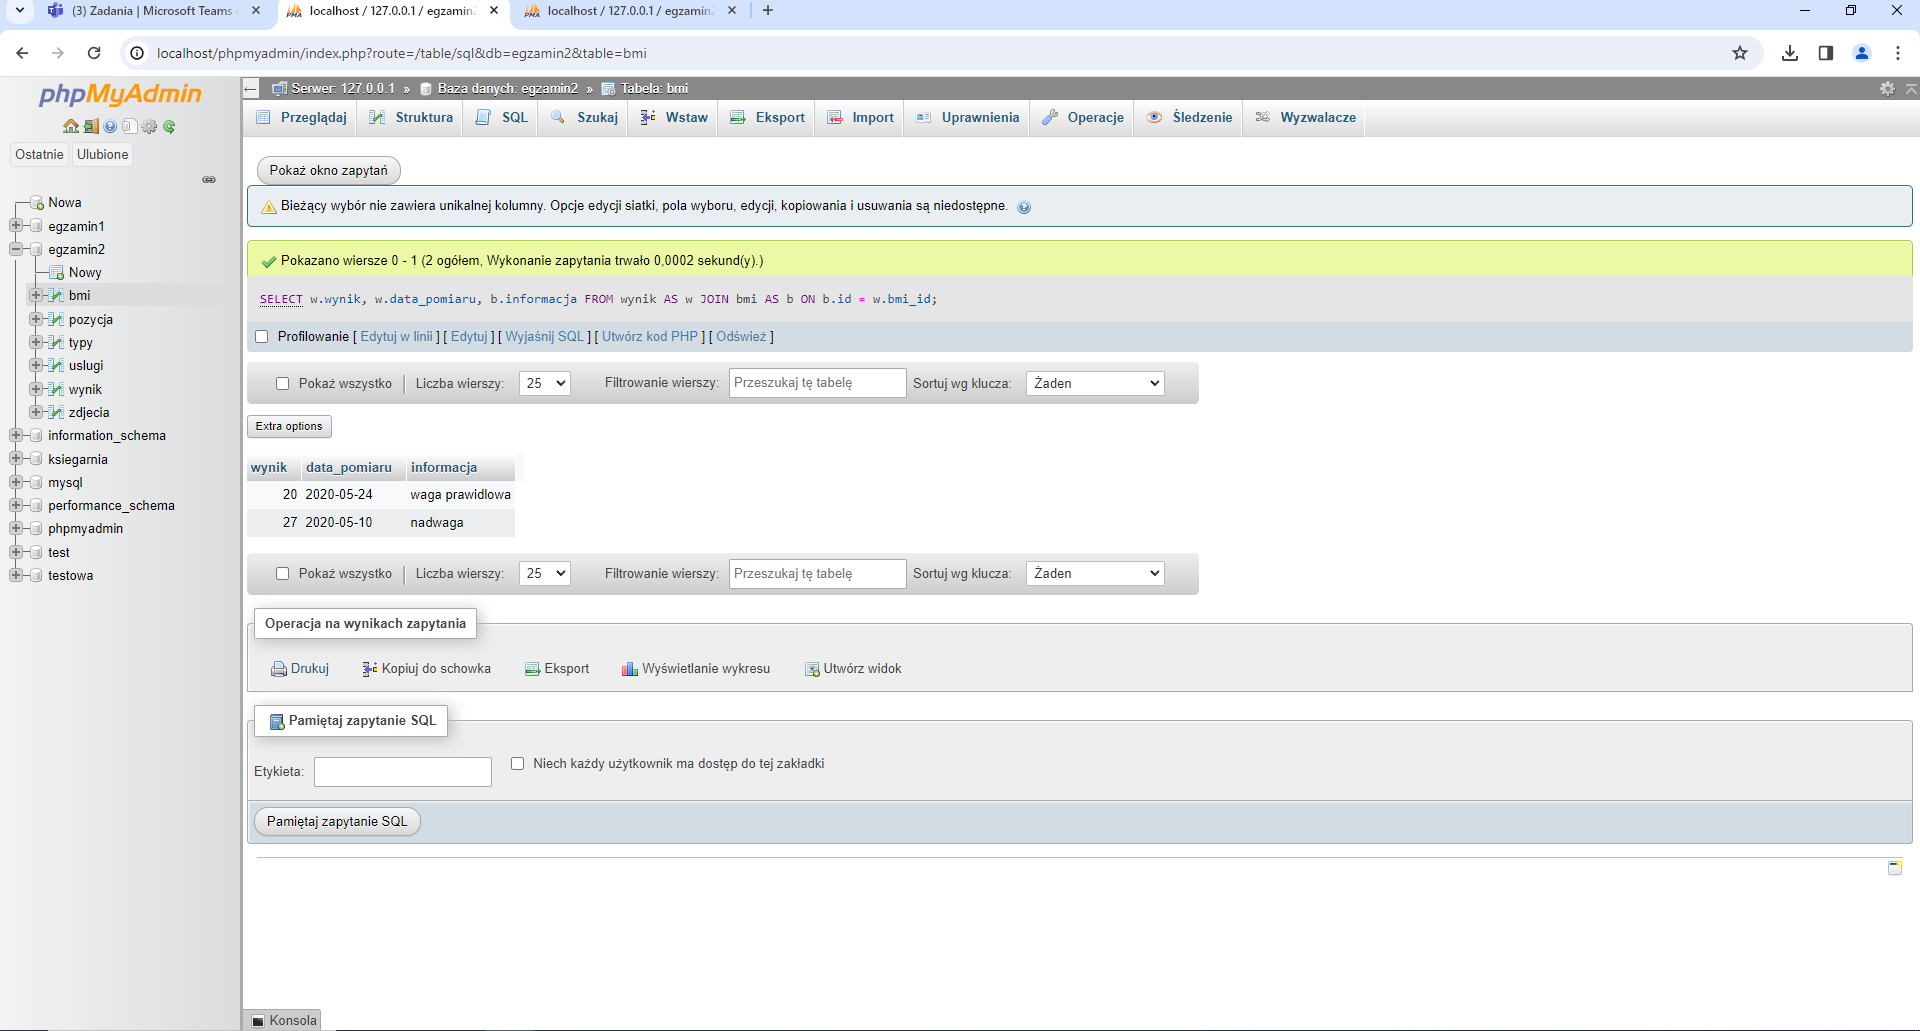 (3) Zadania | Microsoft Teams
localhost / 127.0.0.1 / egzamin
localhost / 127.0.0.1 / egzamin
localhost/phpmyadmin/index.php?route=/table/sql&db=egzamin2&table=bmi
phpMyAdmin
Ostatnie
Ulubione
Nowa
egzamin1
egzamin2
Nowy
bmi
pozycja
typy
uslugi
wynik
zdjecia
information_schema
ksiegarnia
mysql
performance_schema
phpmyadmin
test
testowa
Serwer: 127.0.0.1 » Baza danych: egzamin2 » Tabela: bmi
Przeglądaj Struktura SQL Szukaj Wstaw Eksport Import Uprawnienia Operacje Śledzenie Wyzwalacze
Pokaż okno zapytań
Bieżący wybór nie zawiera unikalnej kolumny. Opcje edycji siatki, pola wyboru, edycji, kopiowania i usuwania są niedostępne.
Pokazano wiersze 0 - 1 (2 ogółem, Wykonanie zapytania trwało 0,0002 sekund(y).)
SELECT w.wynik, w.data_pomiaru, b.informacja FROM wynik AS w JOIN bmi AS b ON b.id = w.bmi_id;
Profilowanie [ Edytuj w linii ] [ Edytuj ] [ Wyjaśnij SQL ] [ Utwórz kod PHP ] [ Odśwież ]
Pokaż wszystko | Liczba wierszy: 25 Filtrowanie wierszy: Przeszukaj tę tabelę Sortuj wg klucza: Żaden
Extra options
wynik data_pomiaru informacja
20 2020-05-24 waga prawidlowa
27 2020-05-10 nadwaga
Pokaż wszystko | Liczba wierszy: 25 Filtrowanie wierszy: Przeszukaj tę tabelę Sortuj wg klucza: Żaden
Operacja na wynikach zapytania
Drukuj Kopiuj do schowka Eksport Wyświetlanie wykresu Utwórz widok
Pamiętaj zapytanie SQL
Etykieta: Niech każdy użytkownik ma dostęp do tej zakładki
Pamiętaj zapytanie SQL
Konsola